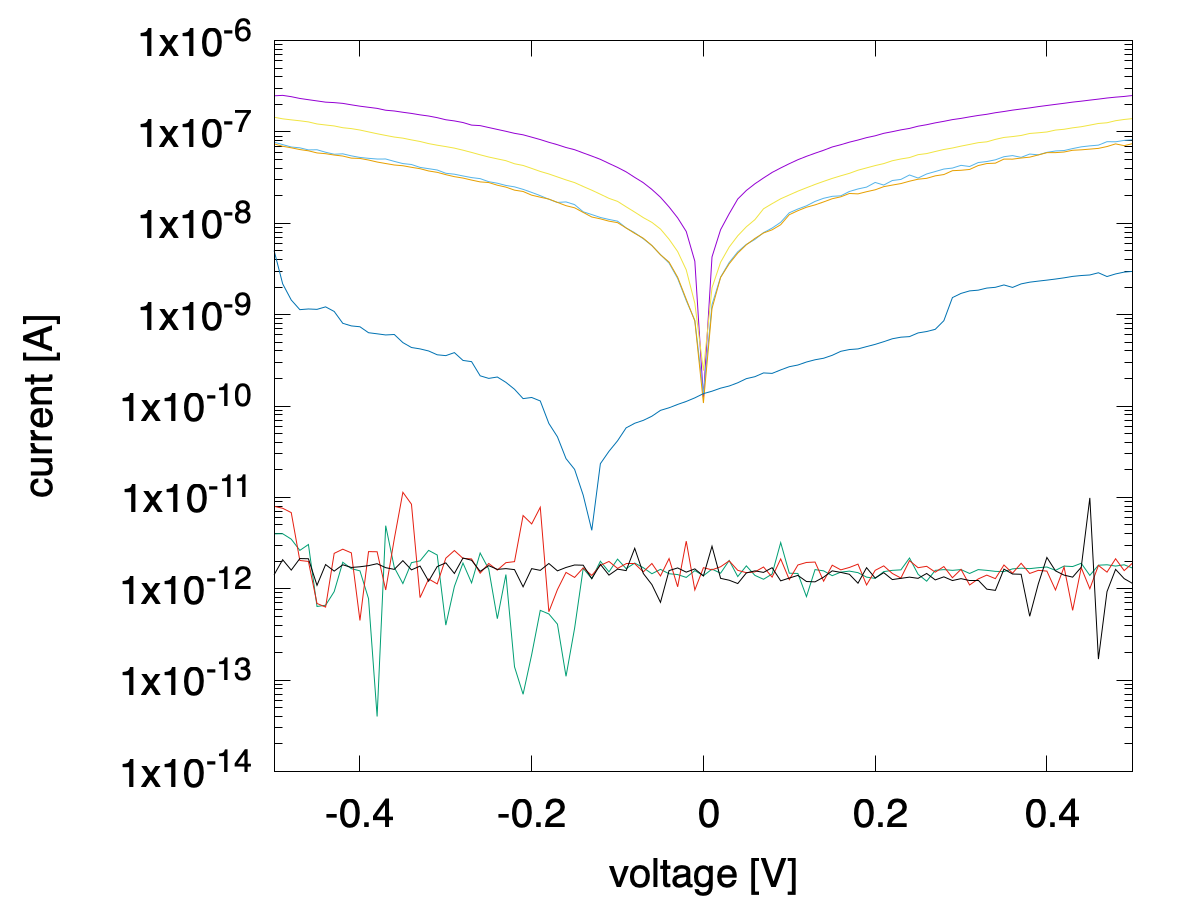 1x10⁻⁶
1x10⁻⁷
1x10⁻⁸
1x10⁻⁹
1x10⁻¹⁰
1x10⁻¹¹
1x10⁻¹²
1x10⁻¹³
1x10⁻¹⁴
current [A]
-0.4 -0.2 0 0.2 0.4
voltage [V]